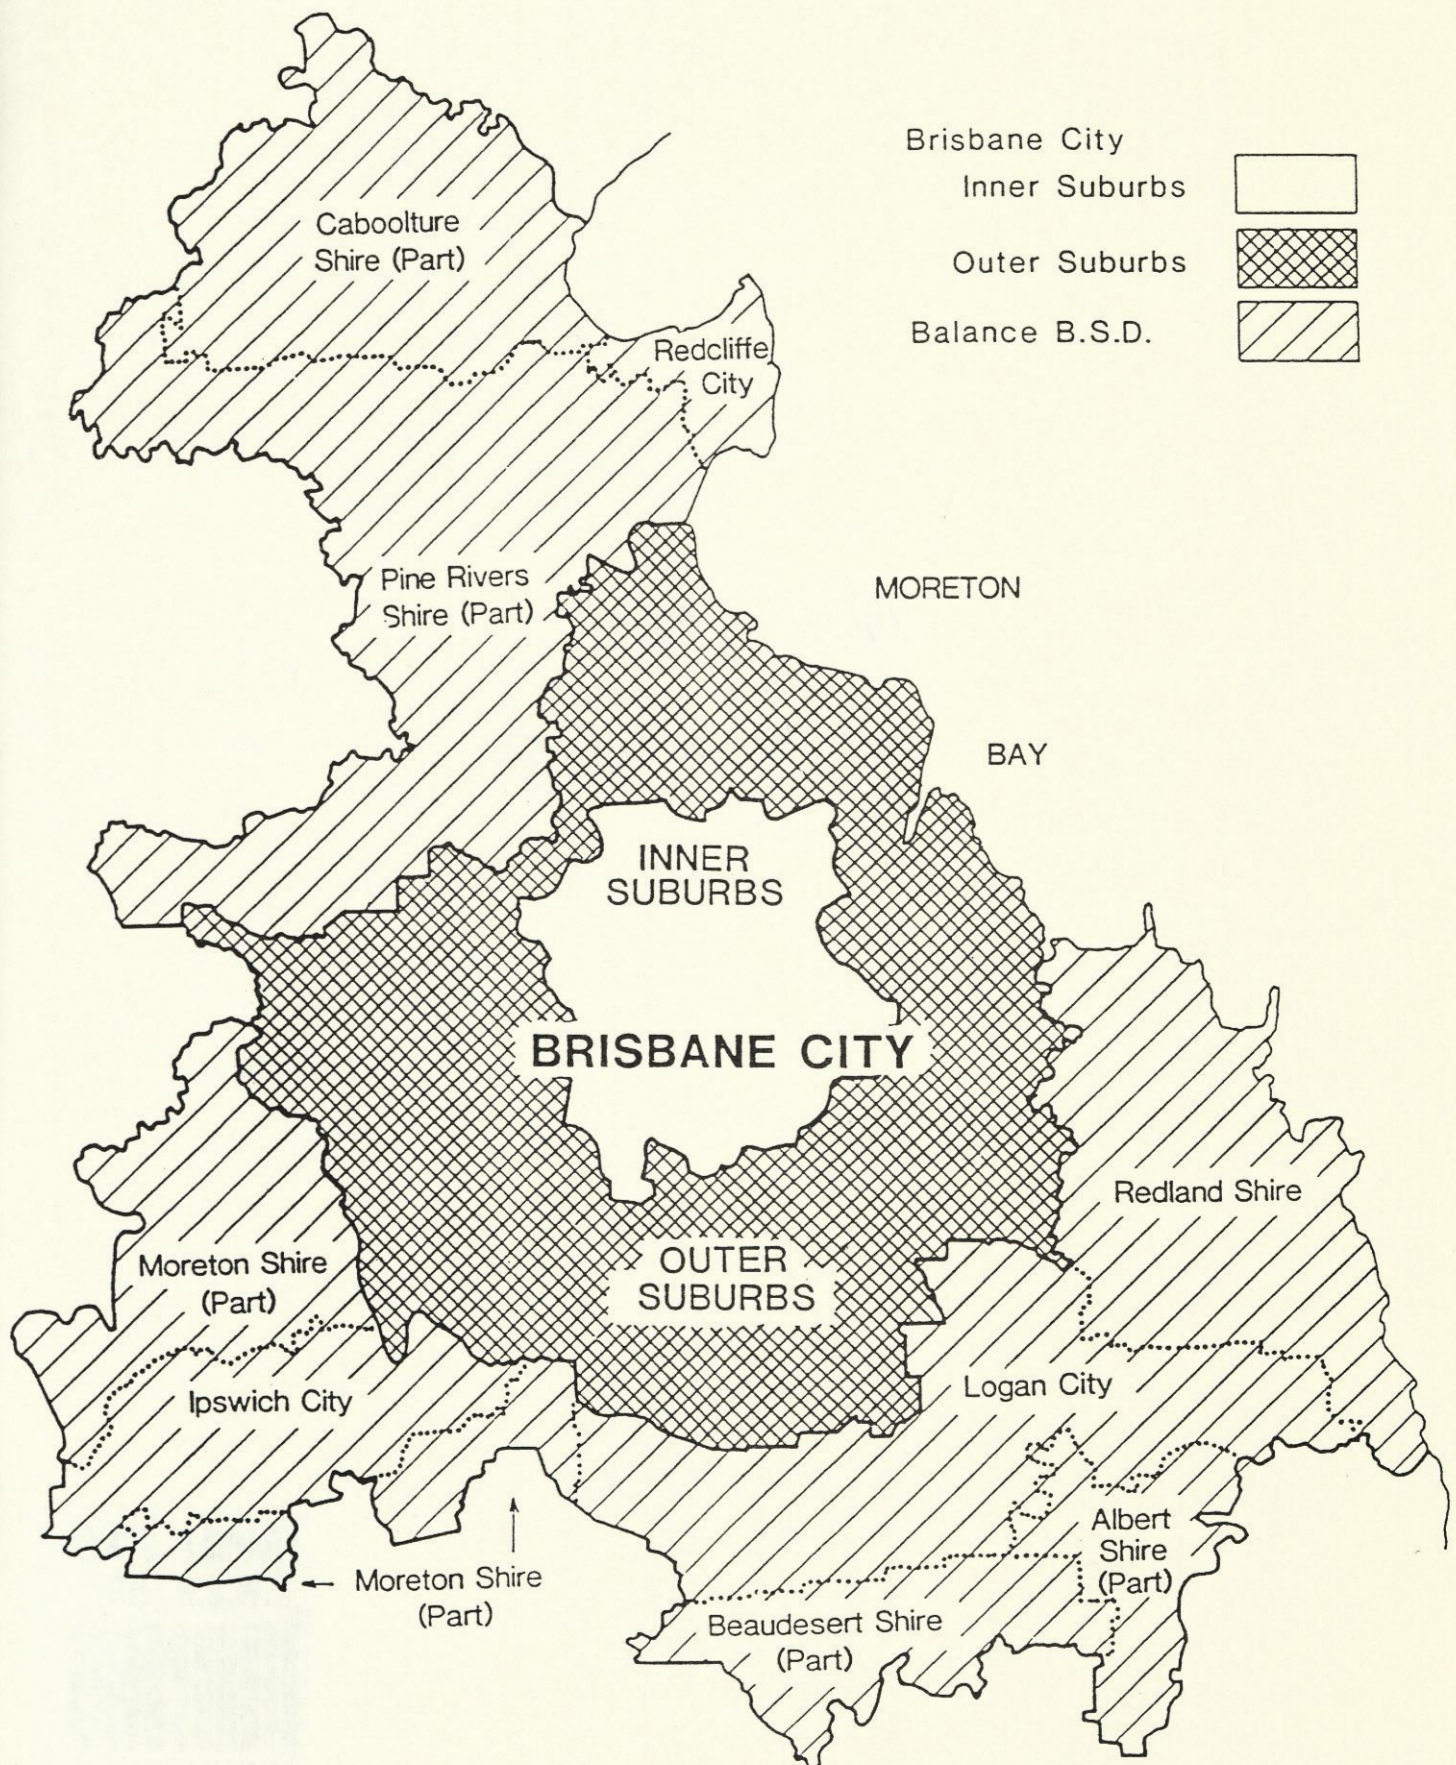 Brisbane City
Inner Suburbs
Outer Suburbs
Balance B.S.D.
Caboolture
Shire (Part)
Redcliffe
City
Pine Rivers
Shire (Part)
MORETON
BAY
INNER
SUBURBS
BRISBANE CITY
Redland Shire
OUTER
SUBURBS
Moreton Shire
(Part)
Ipswich City
Logan City
Albert
Shire
(Part)
Moreton Shire
(Part)
Beaudesert Shire
(Part)